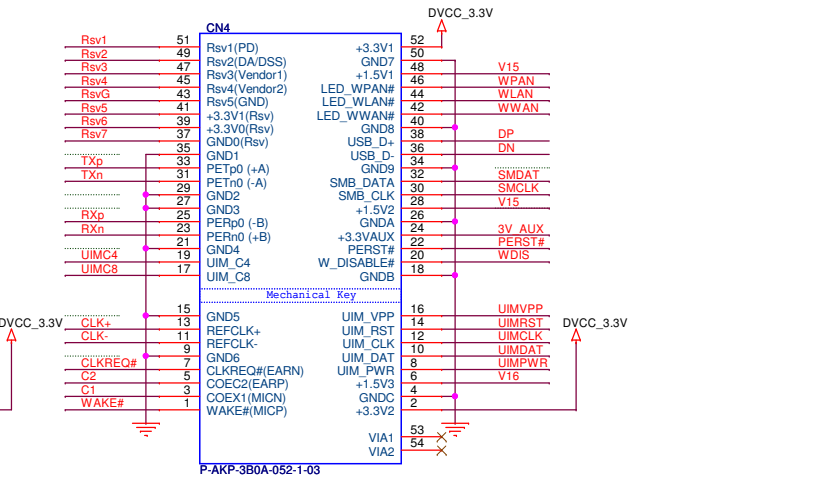 DVCC_3.3V
CN4
Rsv1 51 Rsv1(PD) +3.3V1 52
Rsv2 49 Rsv2(DA/DSS) GND7 50
Rsv3 47 Rsv3(Vendor1) +1.5V1 48 V15
Rsv4 45 Rsv4(Vendor2) LED_WPAN# 46 WPAN
RsvG 43 Rsv5(GND) LED_WLAN# 44 WLAN
Rsv5 41 +3.3V1(Rsv) LED_WWAN# 42 WWAN
Rsv6 39 +3.3V0(Rsv) GND8 40
Rsv7 37 GND0(Rsv) USB_D+ 38 DP
35 GND1 USB_D- 36 DN
TXp 33 PETp0 (+A) GND9 34
TXn 31 PETn0 (-A) SMB_DATA 32 SMDAT
29 GND2 SMB_CLK 30 SMCLK
27 GND3 +1.5V2 28 V15
RXp 25 PERp0 (-B) GNDA 26
RXn 23 PERn0 (+B) +3.3VAUX 24 3V_AUX
21 GND4 PERST# 22 PERST#
UIMC4 19 UIM_C4 W_DISABLE# 20 WDIS
UIMC8 17 UIM_C8 GNDB 18
Mechanical Key
15 GND5 UIM_VPP 16 UIMVPP
DVCC_3.3V CLK+ 13 REFCLK+ UIM_RST 14 UIMRST DVCC_3.3V
CLK- 11 REFCLK- UIM_CLK 12 UIMCLK
9 GND6 UIM_DAT 10 UIMDAT
CLKREQ# 7 CLKREQ#(EARN) UIM_PWR 8 UIMPWR
C2 5 COEC2(EARP) +1.5V3 6 V16
C1 3 COEX1(MICN) GNDC 4
WAKE# 1 WAKE#(MICP) +3.3V2 2
VIA1 53
VIA2 54
P-AKP-3B0A-052-1-03